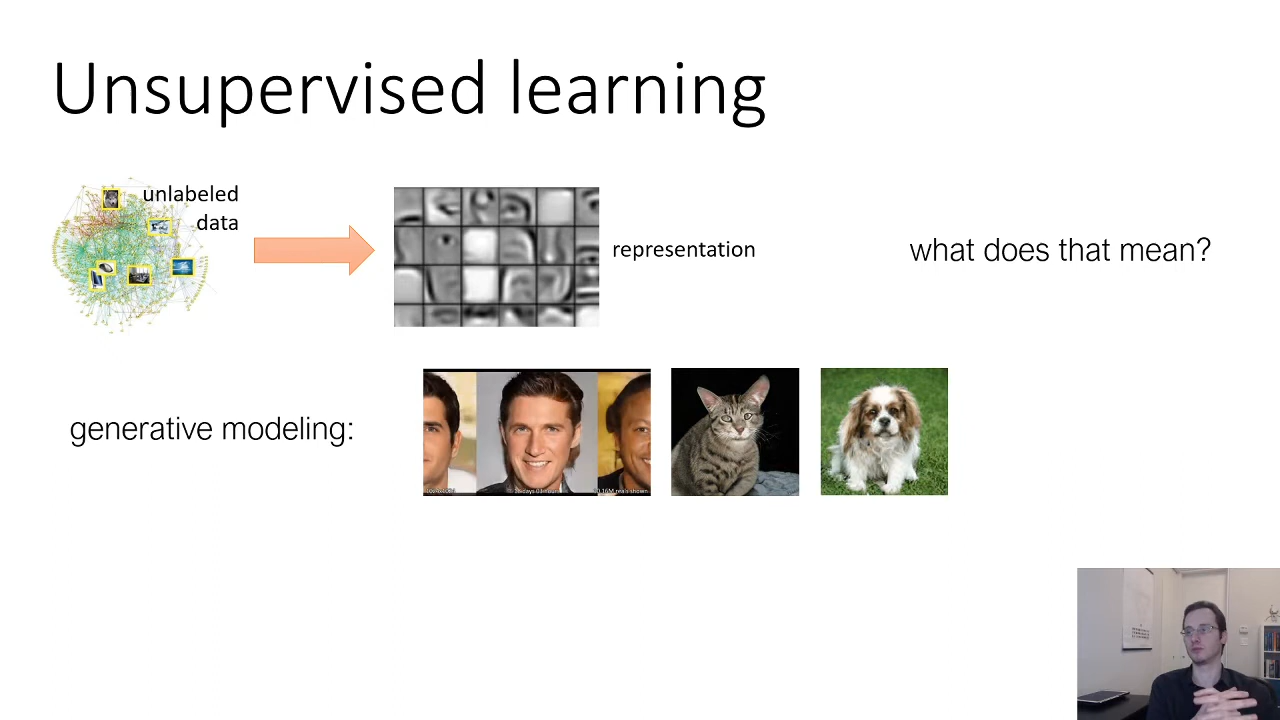 Unsupervised learning
unlabeled
data
representation
what does that mean?
generative modeling: